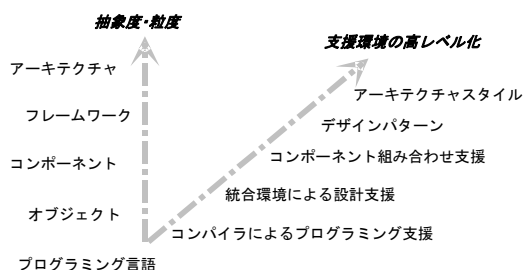 抽象度・粒度
支援環境の高レベル化
アーキテクチャ
アーキテクチャスタイル
フレームワーク
デザインパターン
コンポーネント
コンポーネント組み合わせ支援
統合環境による設計支援
オブジェクト
コンパイラによるプログラミング支援
プログラミング言語